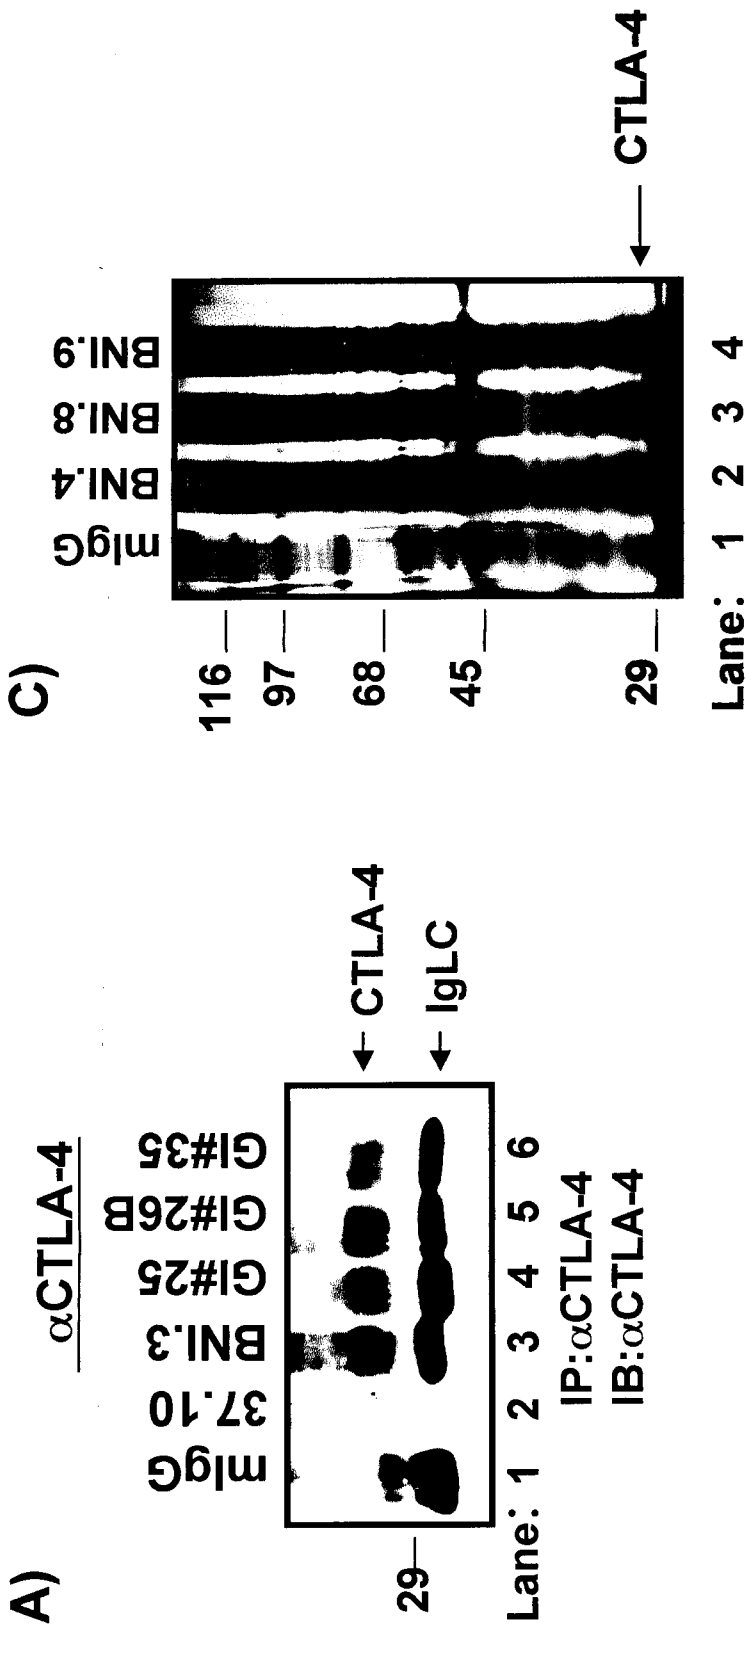 A)
αCTLA-4
mIgG 37.10 BNI.3 GI#25 GI#26B GI#35
29
CTLA-4
IgLC
Lane: 1 2 3 4 5 6
IP:αCTLA-4
IB:αCTLA-4
C)
mIgG BNI.4 BNI.8 BNI.9
116
97
68
45
29
CTLA-4
Lane: 1 2 3 4